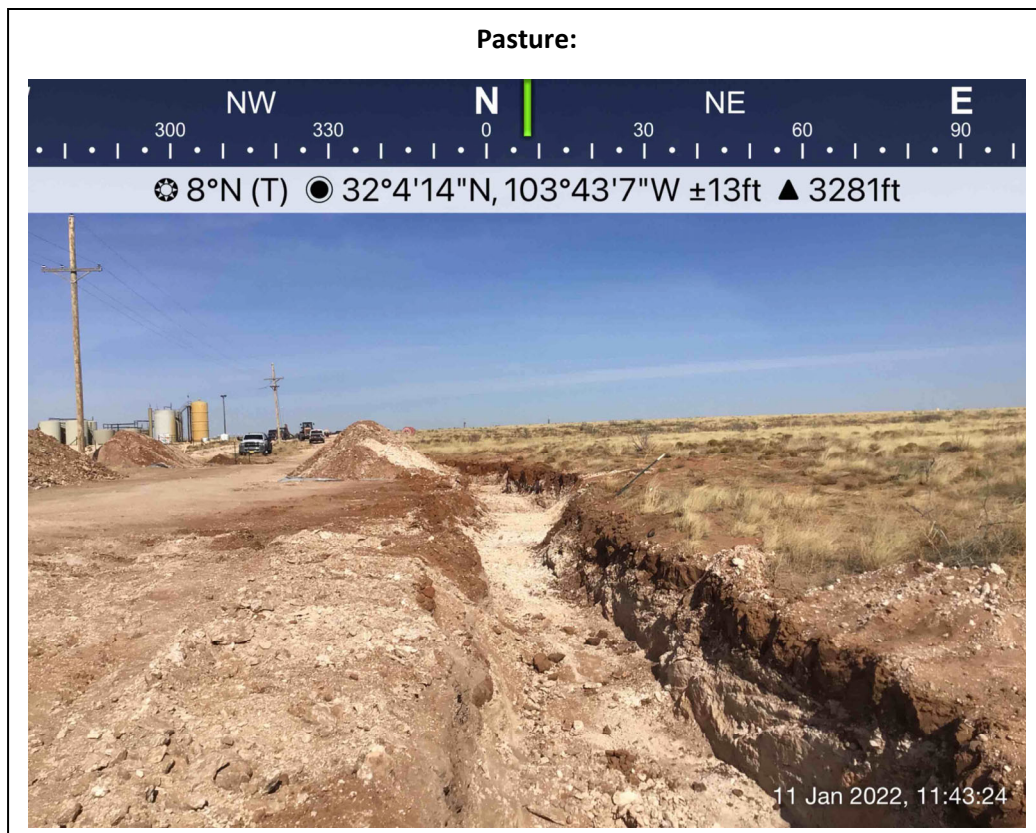 Pasture:
NW N NE E
300 330 0 30 60 90
8°N (T) 32°4'14"N, 103°43'7"W ±13ft ▲ 3281ft
11 Jan 2022, 11:43:24